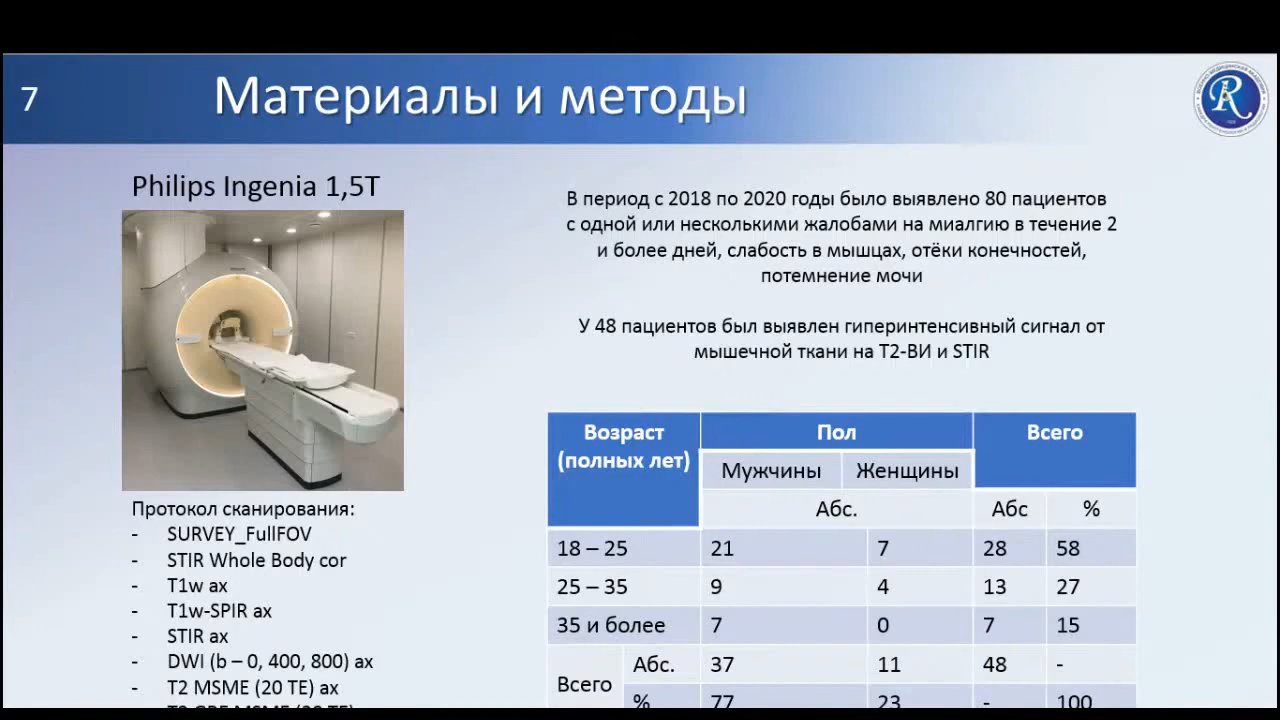 7
Материалы и методы
Philips Ingenia 1,5T
Протокол сканирования:
- SURVEY_FullFOV
- STIR Whole Body cor
- T1w ax
- T1w-SPIR ax
- STIR ax
- DWI (b – 0, 400, 800) ax
- T2 MSME (20 TE) ax
В период с 2018 по 2020 годы было выявлено 80 пациентов
с одной или несколькими жалобами на миалгию в течение 2
и более дней, слабость в мышцах, отёки конечностей,
потемнение мочи
У 48 пациентов был выявлен гиперинтенсивный сигнал от
мышечной ткани на Т2-ВИ и STIR
Возраст Пол Всего
(полных лет)
Мужчины Женщины
Абс. Абс %
18 – 25 21 7 28 58
25 – 35 9 4 13 27
35 и более 7 0 7 15
Всего Абс. 37 11 48 -
% 77 23 - 100